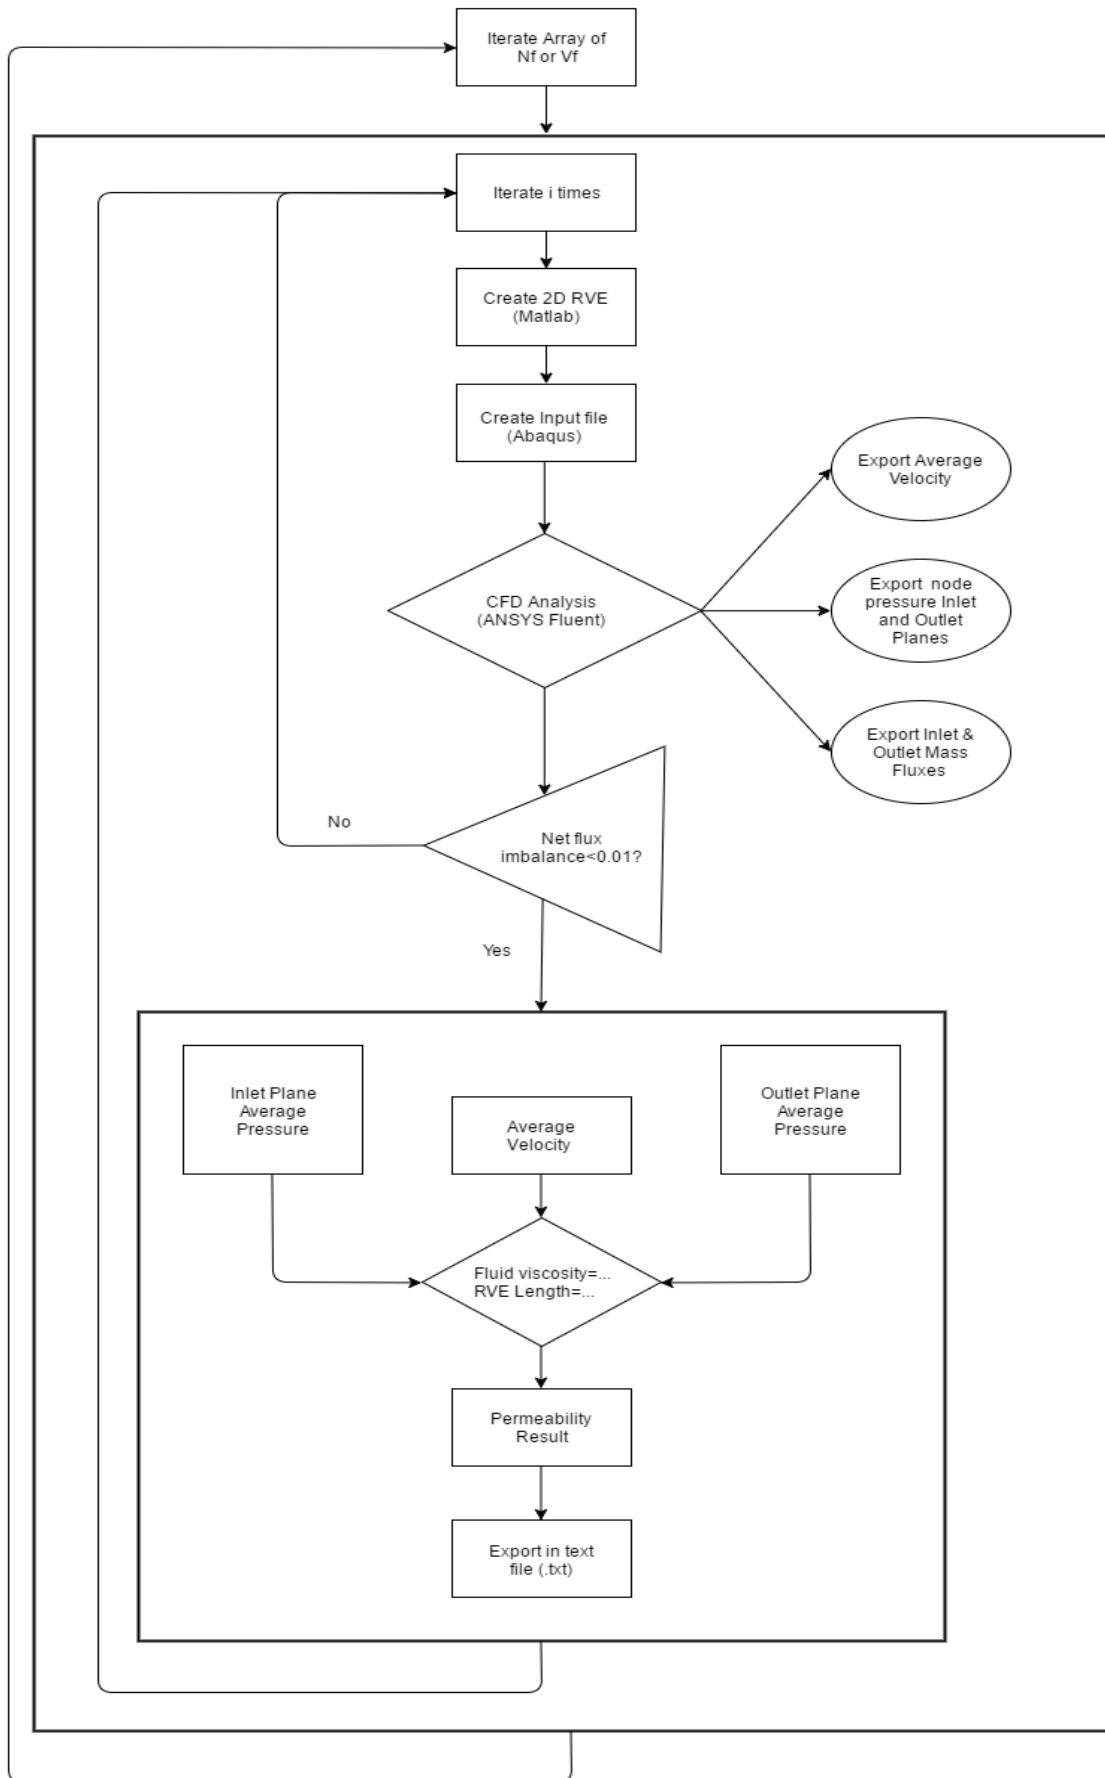 Iterate Array of
Nf or Vf
Iterate i times
Create 2D RVE
(Matlab)
Create Input file
(Abaqus)
Export Average
Velocity
CFD Analysis
(ANSYS Fluent)
Export node
pressure Inlet
and Outlet
Planes
Export Inlet &
Outlet Mass
Fluxes
No
Net flux
imbalance<0.01?
Yes
Inlet Plane
Average
Pressure
Average
Velocity
Outlet Plane
Average
Pressure
Fluid viscosity=...
RVE Length=...
Permeability
Result
Export in text
file (.txt)